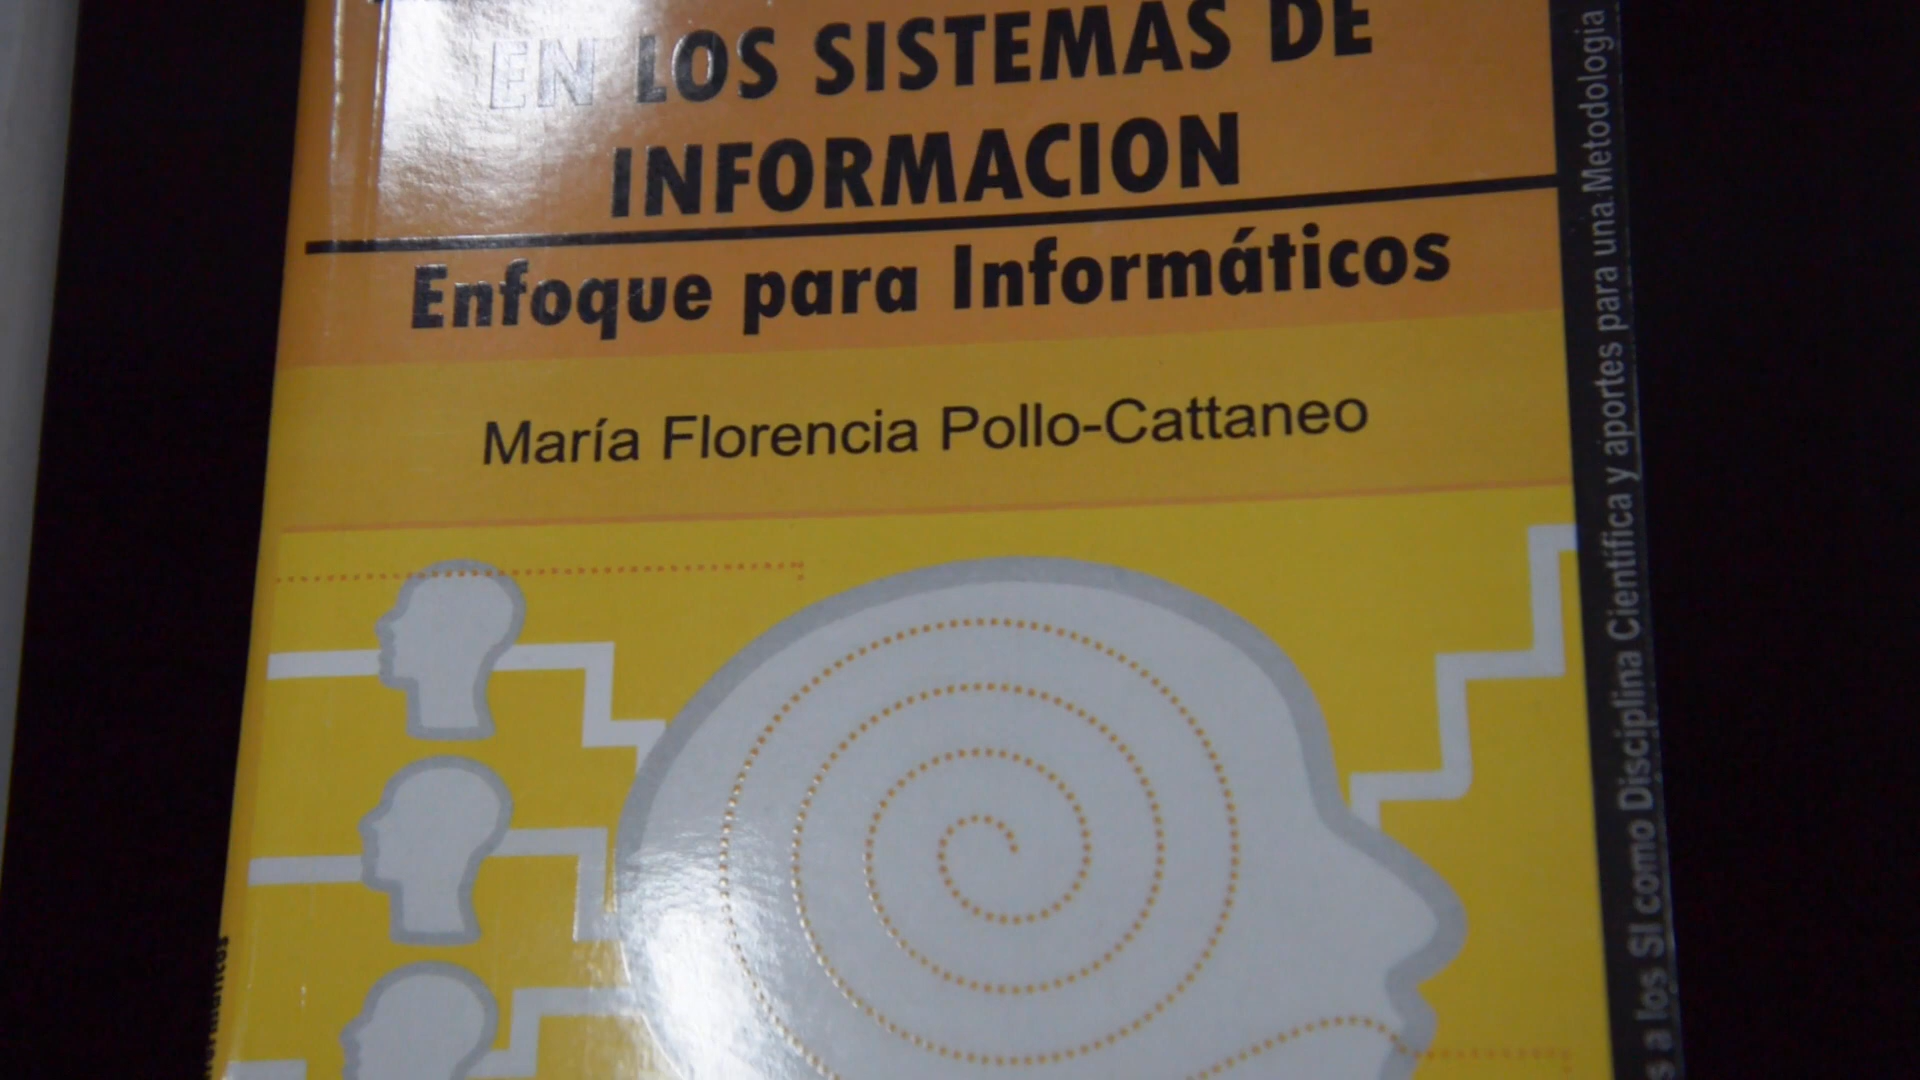 EN LOS SISTEMAS DE
INFORMACION
Enfoque para Informáticos
María Florencia Pollo-Cattaneo
a los SI como Disciplina Científica y aportes para una Metodologia